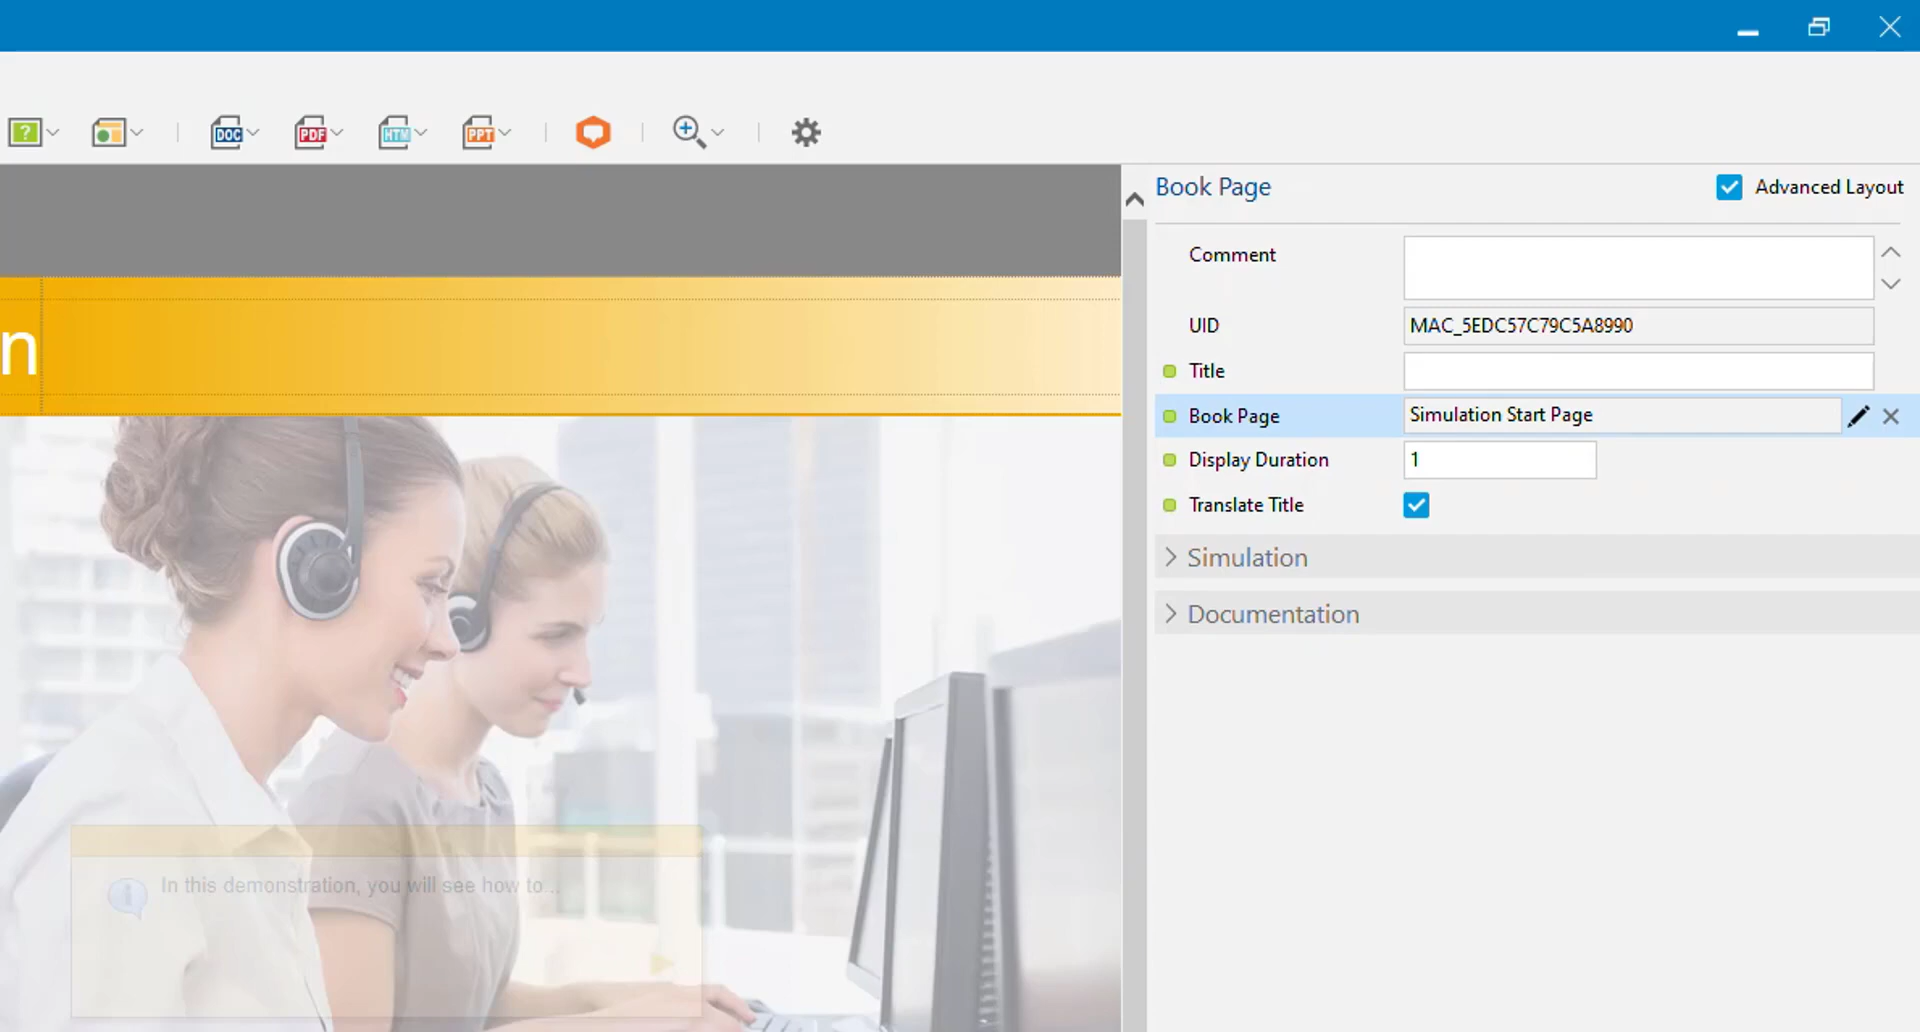 ?
DOC
PDF
HTM
PPT
Book Page
Advanced Layout
Comment
UID
MAC_5EDC57C79C5A8990
Title
Book Page
Simulation Start Page
Display Duration
1
Translate Title
Simulation
Documentation
n
In this demonstration, you will see how to...